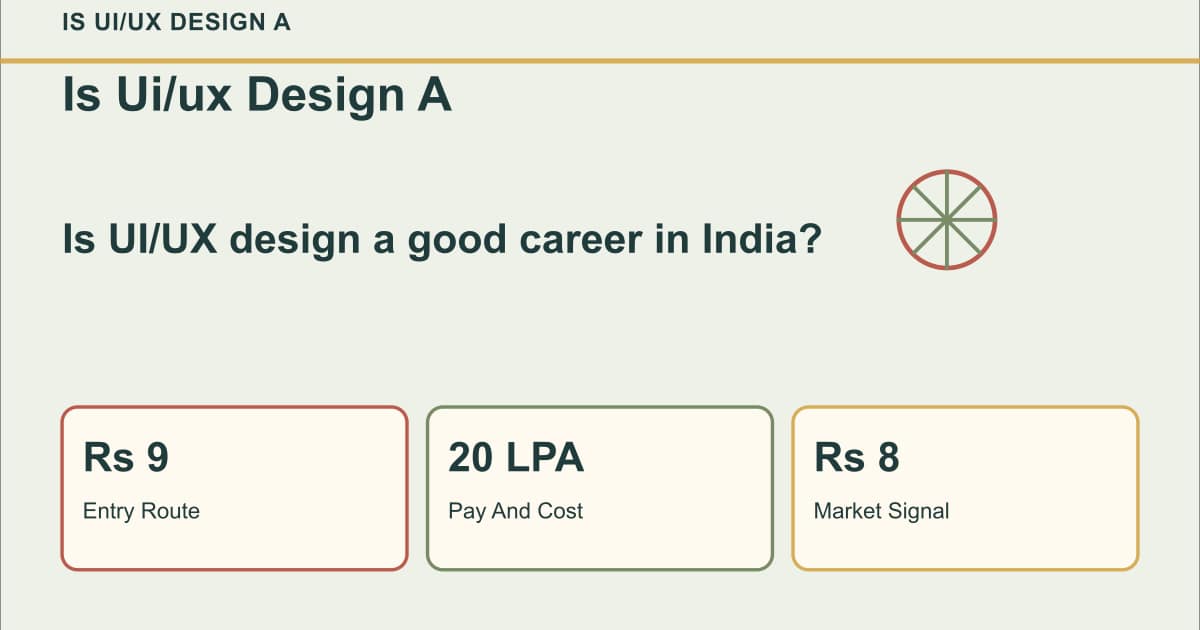 IS UI/UX DESIGN A
Is Ui/ux Design A
Is UI/UX design a good career in India?
Rs 9
Entry Route
20 LPA
Pay And Cost
Rs 8
Market Signal